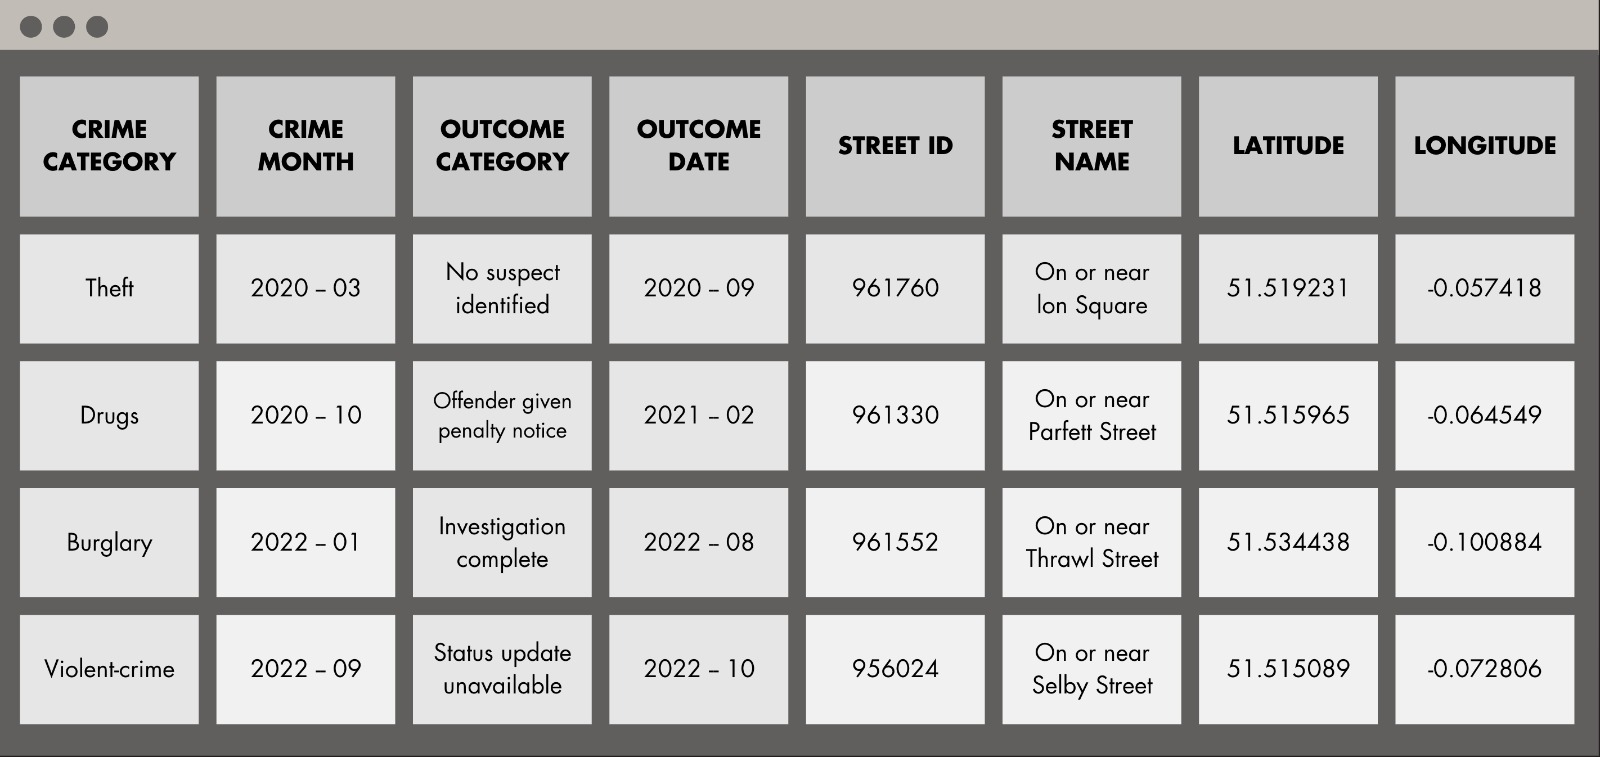 CRIME
CATEGORY
CRIME
MONTH
OUTCOME
CATEGORY
OUTCOME
DATE
STREET ID
STREET
NAME
LATITUDE
LONGITUDE
Theft
2020 – 03
No suspect
identified
2020 – 09
961760
On or near
lon Square
51.519231
-0.057418
Drugs
2020 – 10
Offender given
penalty notice
2021 – 02
961330
On or near
Parfett Street
51.515965
-0.064549
Burglary
2022 – 01
Investigation
complete
2022 – 08
961552
On or near
Thrawl Street
51.534438
-0.100884
Violent-crime
2022 – 09
Status update
unavailable
2022 – 10
956024
On or near
Selby Street
51.515089
-0.072806